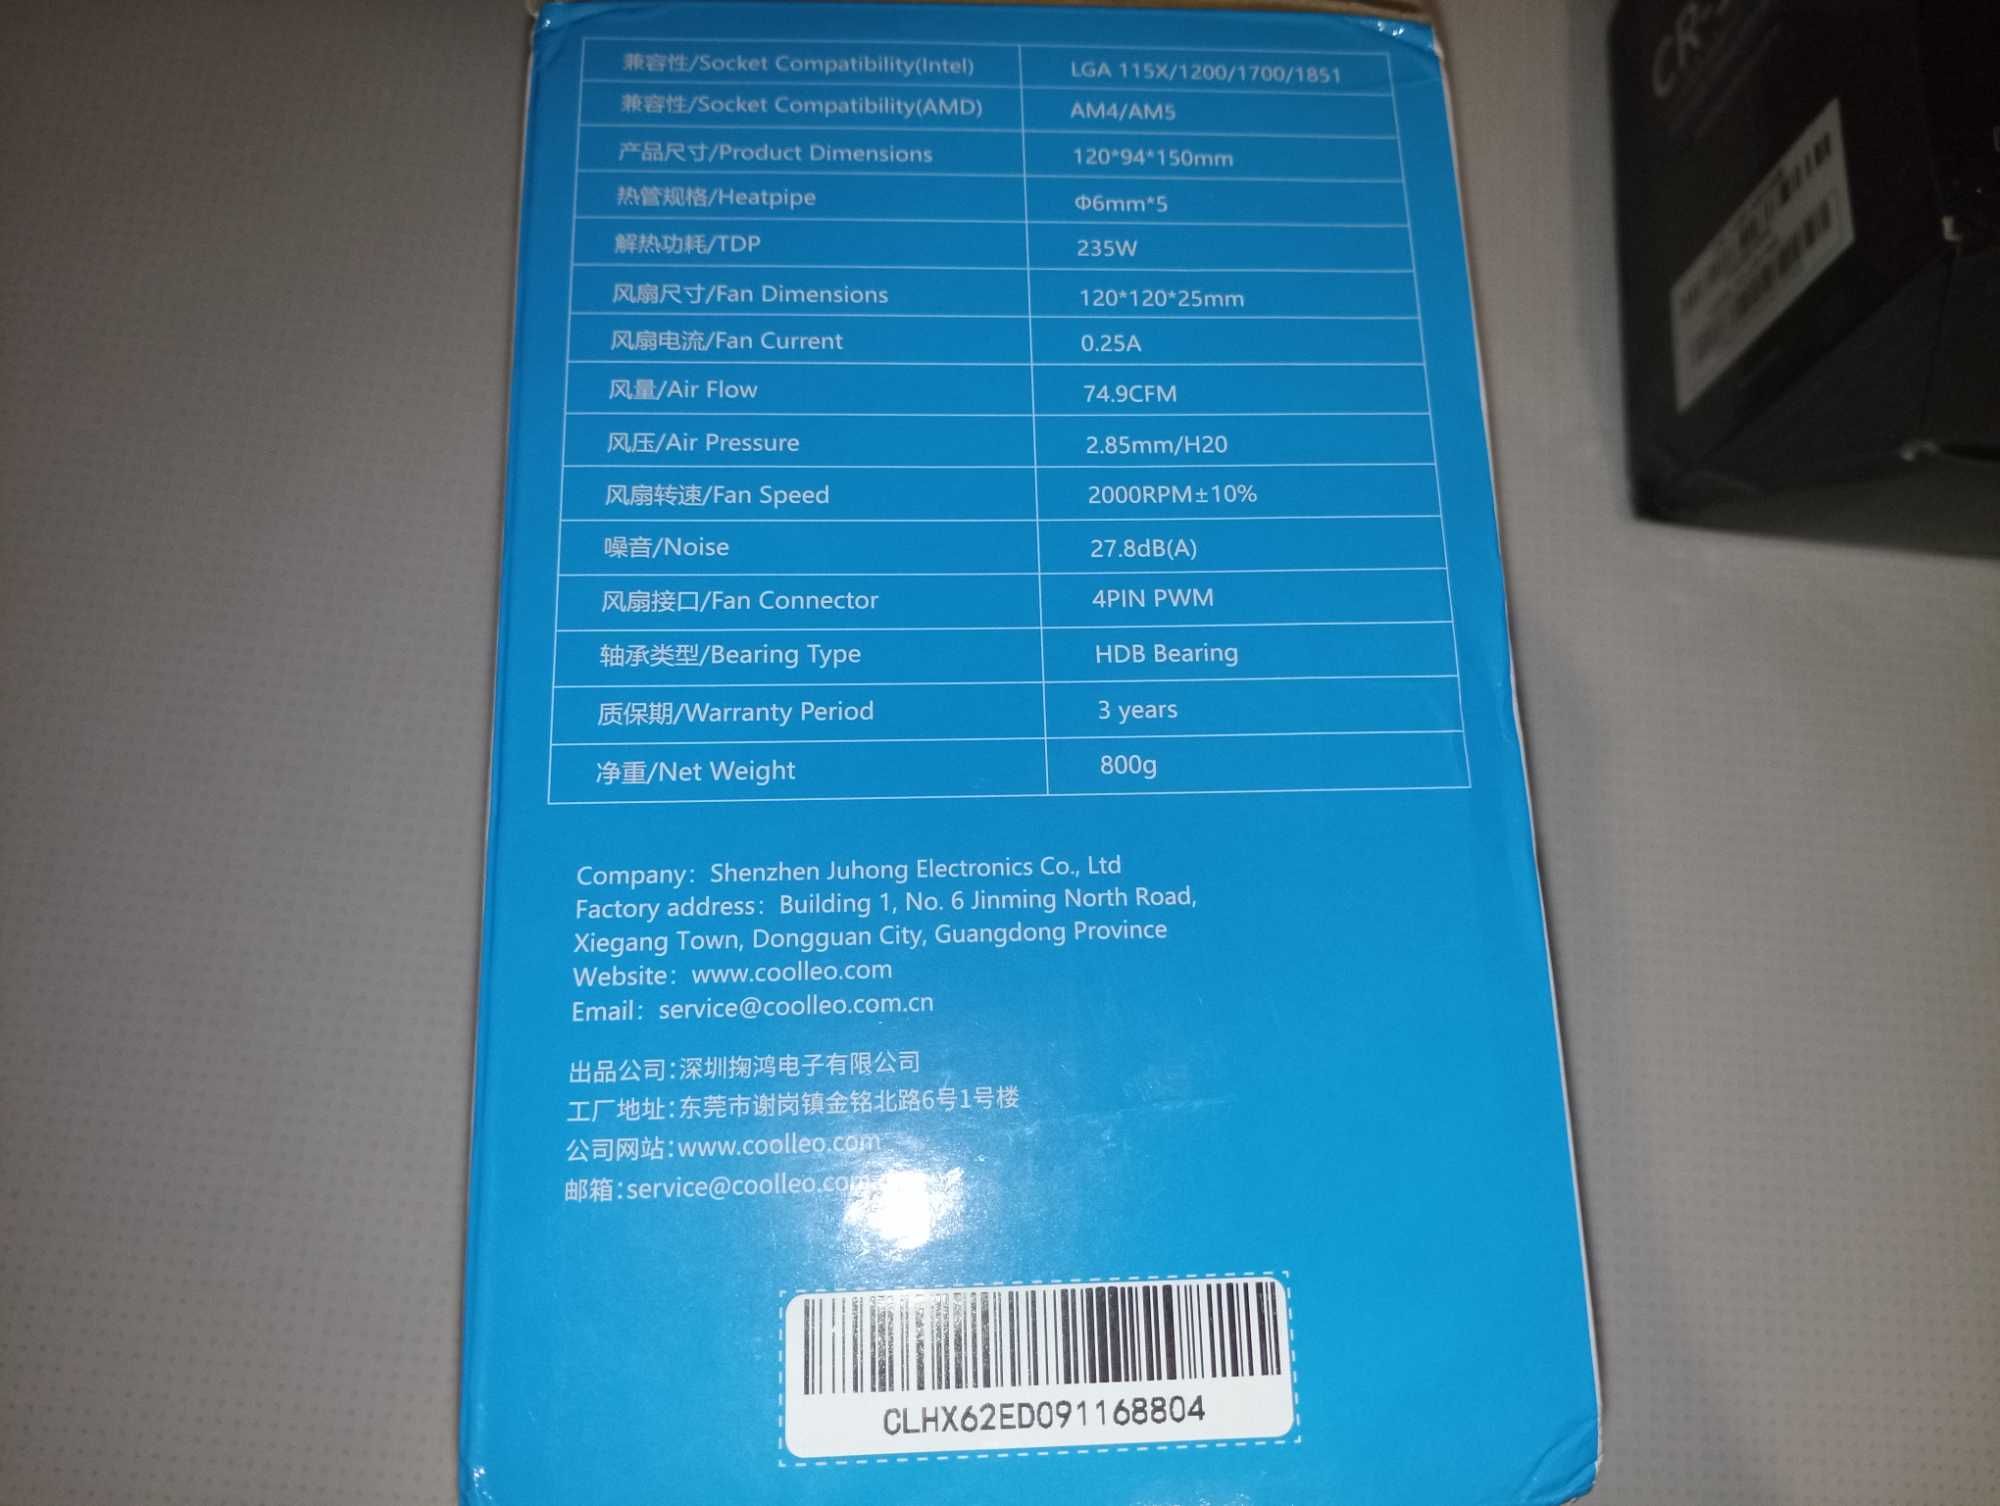 兼容性/Socket Compatibility(Intel) LGA 115X/1200/1700/1851
兼容性/Socket Compatibility(AMD) AM4/AM5
产品尺寸/Product Dimensions 120*94*150mm
热管规格/Heatpipe Φ6mm*5
解热功耗/TDP 235W
风扇尺寸/Fan Dimensions 120*120*25mm
风扇电流/Fan Current 0.25A
风量/Air Flow 74.9CFM
风压/Air Pressure 2.85mm/H20
风扇转速/Fan Speed 2000RPM±10%
噪音/Noise 27.8dB(A)
风扇接口/Fan Connector 4PIN PWM
轴承类型/Bearing Type HDB Bearing
质保期/Warranty Period 3 years
净重/Net Weight 800g
Company: Shenzhen Juhong Electronics Co., Ltd
Factory address: Building 1, No. 6 Jinming North Road,
Xiegang Town, Dongguan City, Guangdong Province
Website: www.coolleo.com
Email: service@coolleo.com.cn
出品公司:深圳掬鸿电子有限公司
工厂地址:东莞市谢岗镇金铭北路6号1号楼
公司网站:www.coolleo.com
邮箱:service@coolleo.com
CLHX62ED091168804
CR-